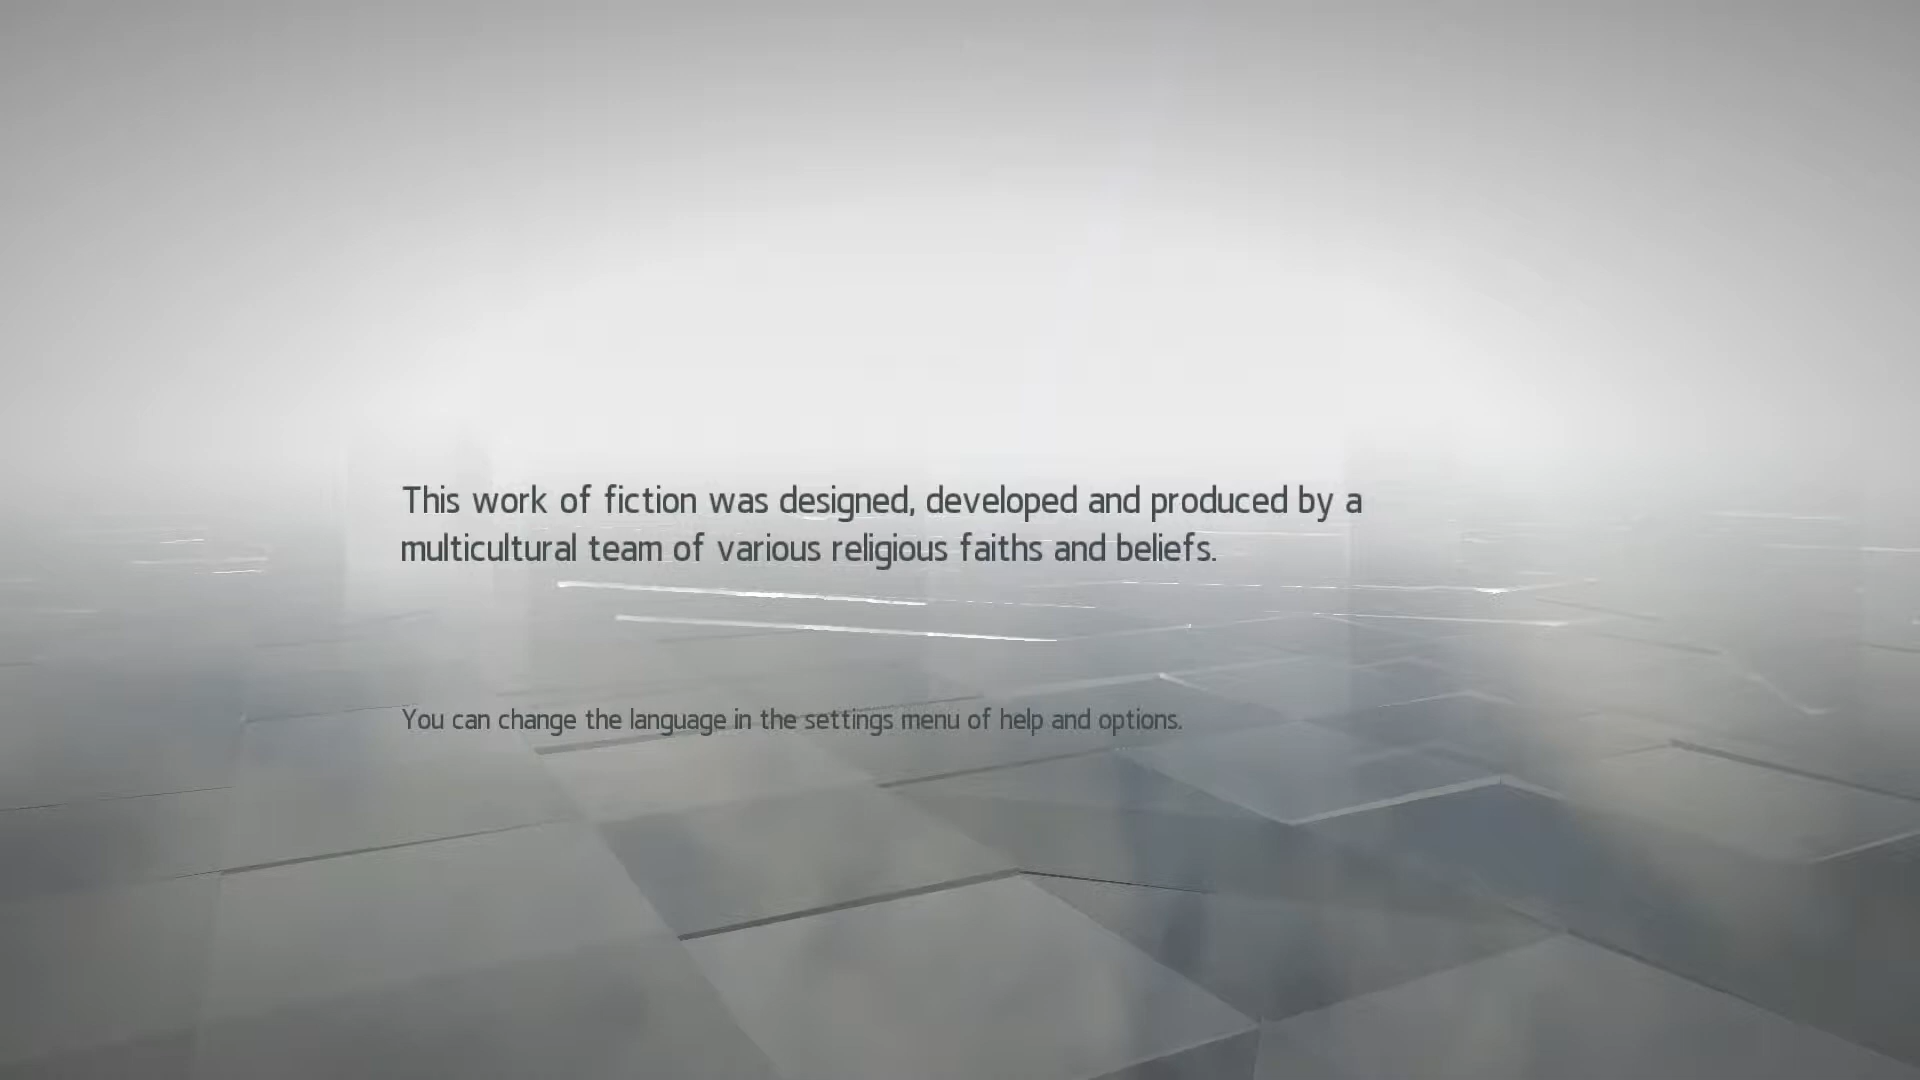 This work of fiction was designed, developed and produced by a
multicultural team of various religious faiths and beliefs.
You can change the language in the settings menu of help and options.